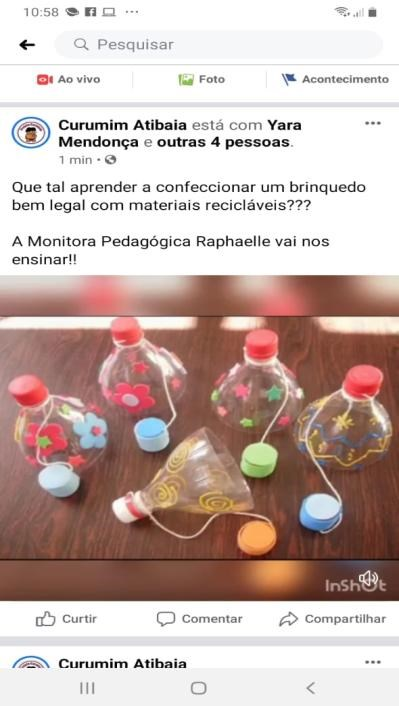 10:58
Pesquisar
Ao vivo
Foto
Acontecimento
Curumim Atibaia está com Yara
Mendonça e outras 4 pessoas.
1 min
Que tal aprender a confeccionar um brinquedo
bem legal com materiais recicláveis???
A Monitora Pedagógica Raphaelle vai nos
ensinar!!
InShOt
Curtir
Comentar
Compartilhar
Curumim Atibaia